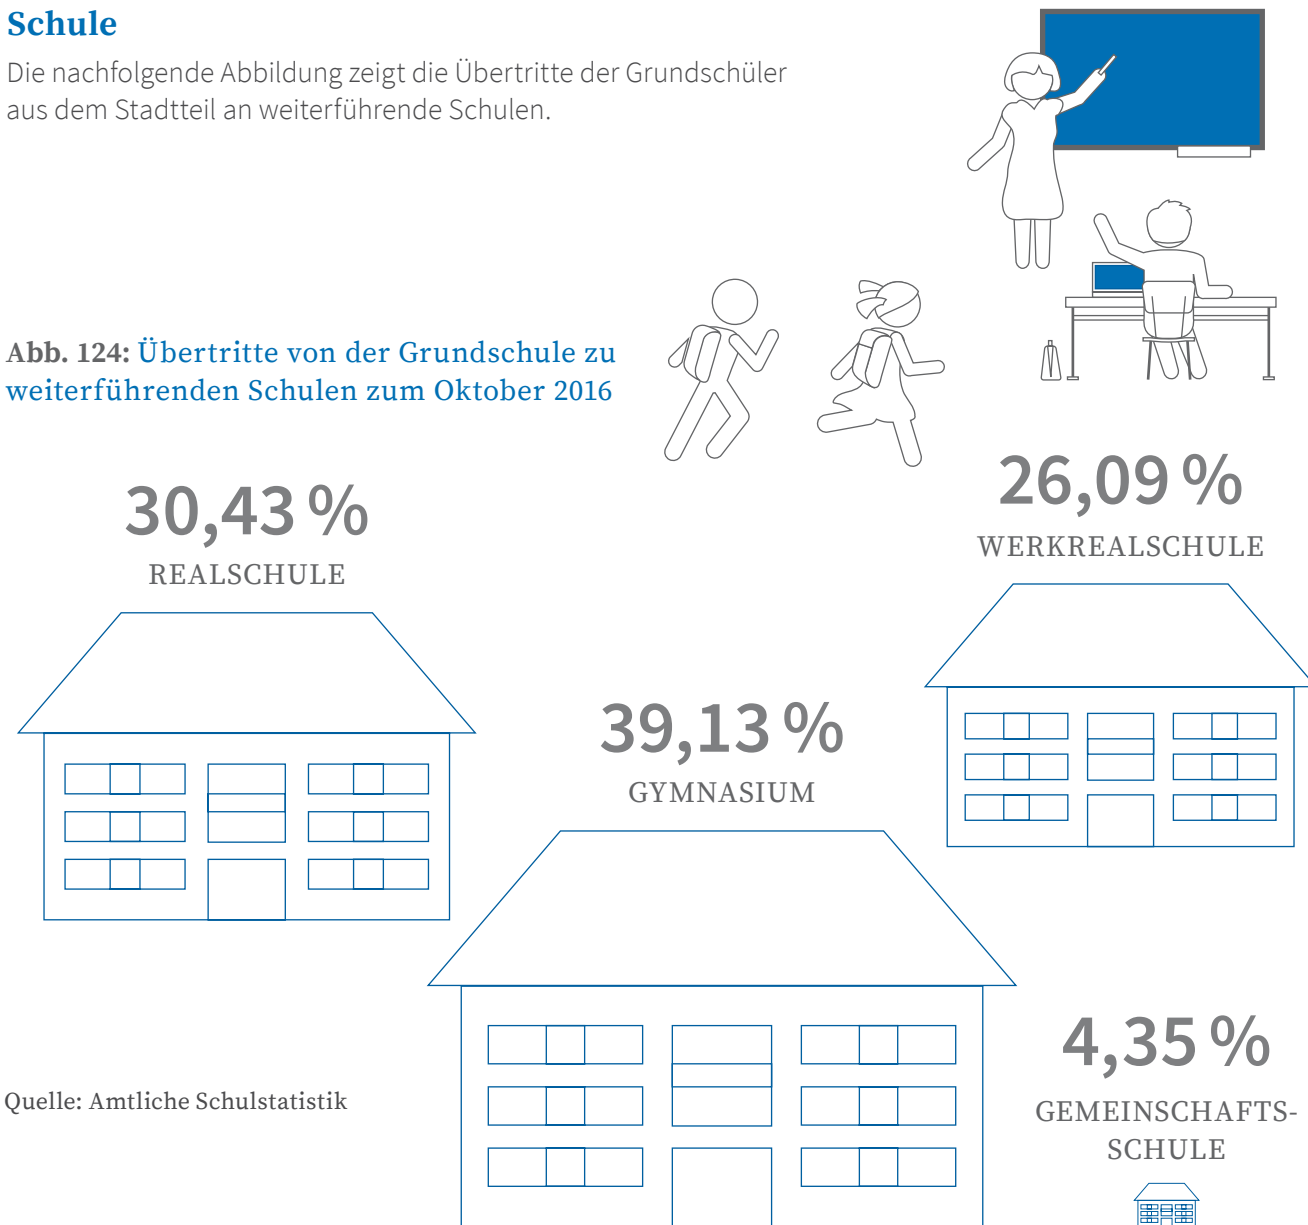 Schule
Die nachfolgende Abbildung zeigt die Übertritte der Grundschüler
aus dem Stadtteil an weiterführende Schulen.
Abb. 124: Übertritte von der Grundschule zu
weiterführenden Schulen zum Oktober 2016
30,43 %
REALSCHULE
26,09 %
WERKREALSCHULE
39,13 %
GYMNASIUM
4,35 %
GEMEINSCHAFTS-
SCHULE
Quelle: Amtliche Schulstatistik